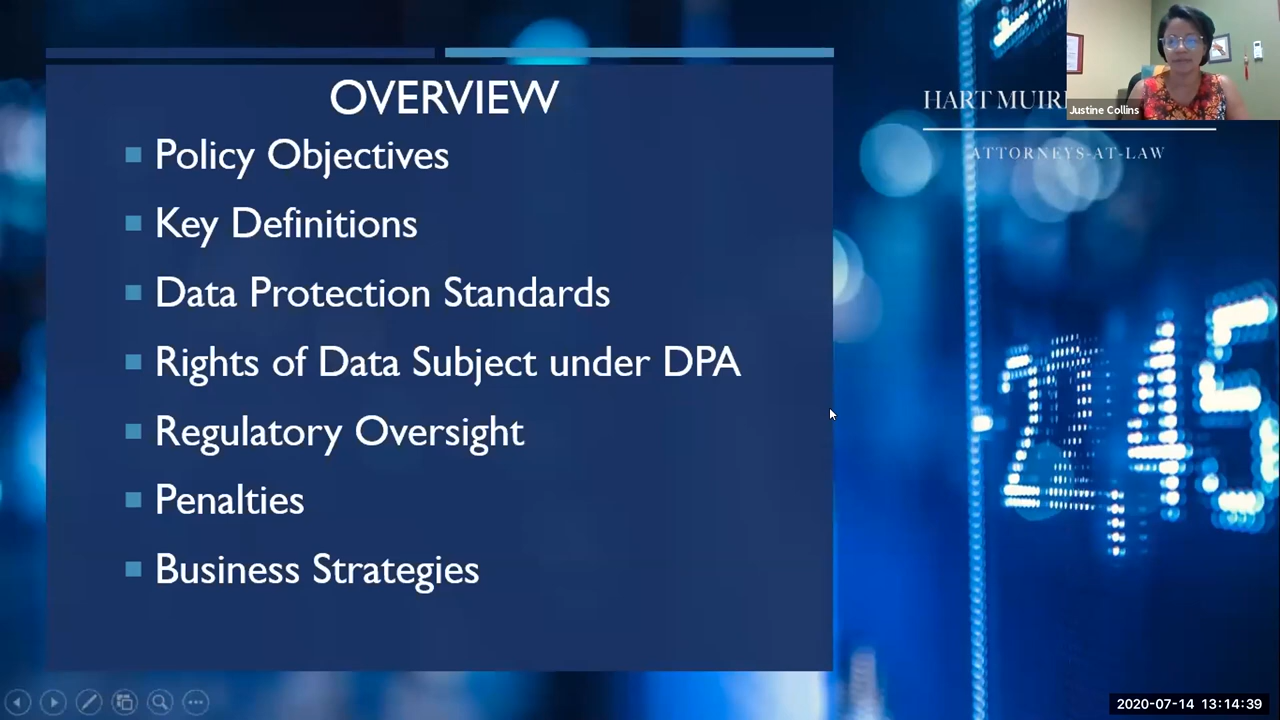 OVERVIEW
Policy Objectives
Key Definitions
Data Protection Standards
Rights of Data Subject under DPA
Regulatory Oversight
Penalties
Business Strategies
HART MUIR
ATTORNEYS-AT-LAW
Justine Collins
45
2020-07-14 13:14:39